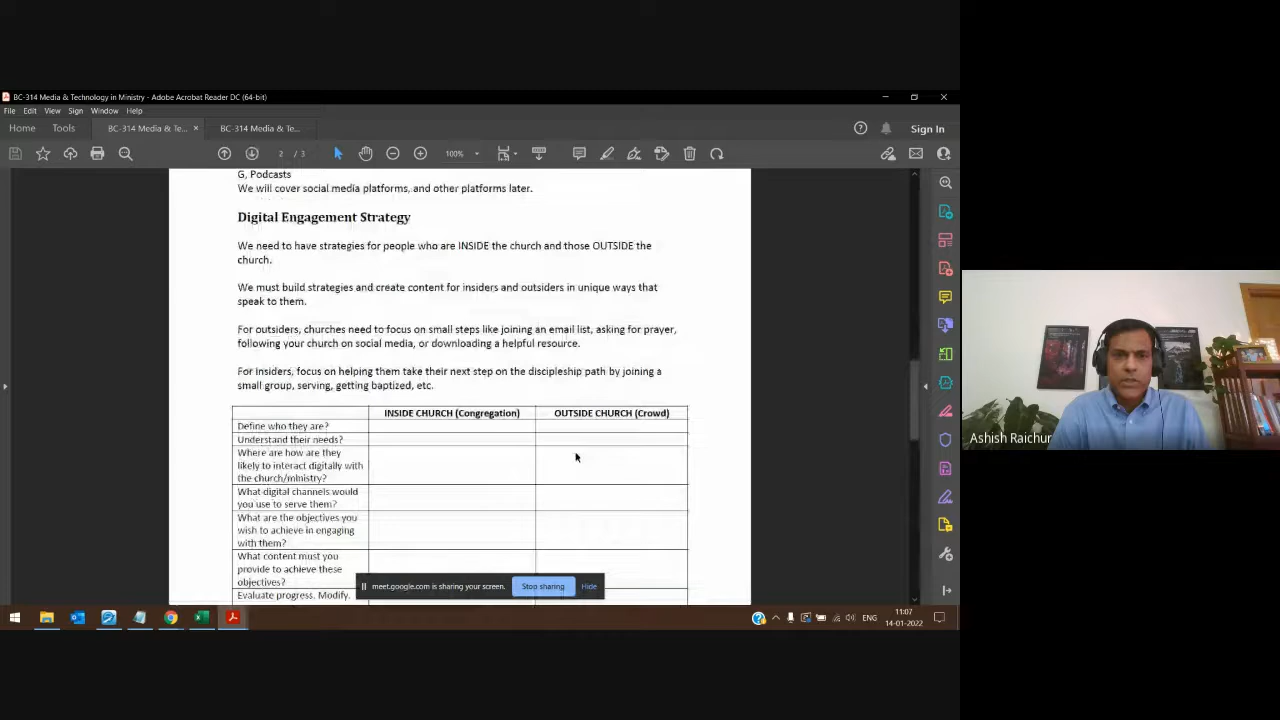 BC-314 Media & Technology in Ministry - Adobe Acrobat Reader DC (64-bit)
File Edit View Sign Window Help
Home Tools BC-314 Media & Te... × BC-314 Media & Te... Sign In
2 / 3 100%
G, Podcasts
We will cover social media platforms, and other platforms later.
Digital Engagement Strategy
We need to have strategies for people who are INSIDE the church and those OUTSIDE the
church.
We must build strategies and create content for insiders and outsiders in unique ways that
speak to them.
For outsiders, churches need to focus on small steps like joining an email list, asking for prayer,
following your church on social media, or downloading a helpful resource.
For insiders, focus on helping them take their next step on the discipleship path by joining a
small group, serving, getting baptized, etc.
INSIDE CHURCH (Congregation) OUTSIDE CHURCH (Crowd)
Define who they are?
Understand their needs?
Where are how are they
likely to interact digitally with
the church/ministry?
What digital channels would
you use to serve them?
What are the objectives you
wish to achieve in engaging
with them?
What content must you
provide to achieve these
objectives?
Evaluate progress. Modify.
meet.google.com is sharing your screen. Stop sharing Hide
Ashish Raichur
ENG
11:07
14-01-2022